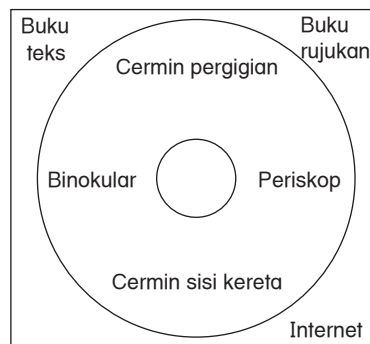 Buku
teks
Buku
rujukan
Cermin pergigian
Binokular
Periskop
Cermin sisi kereta
Internet